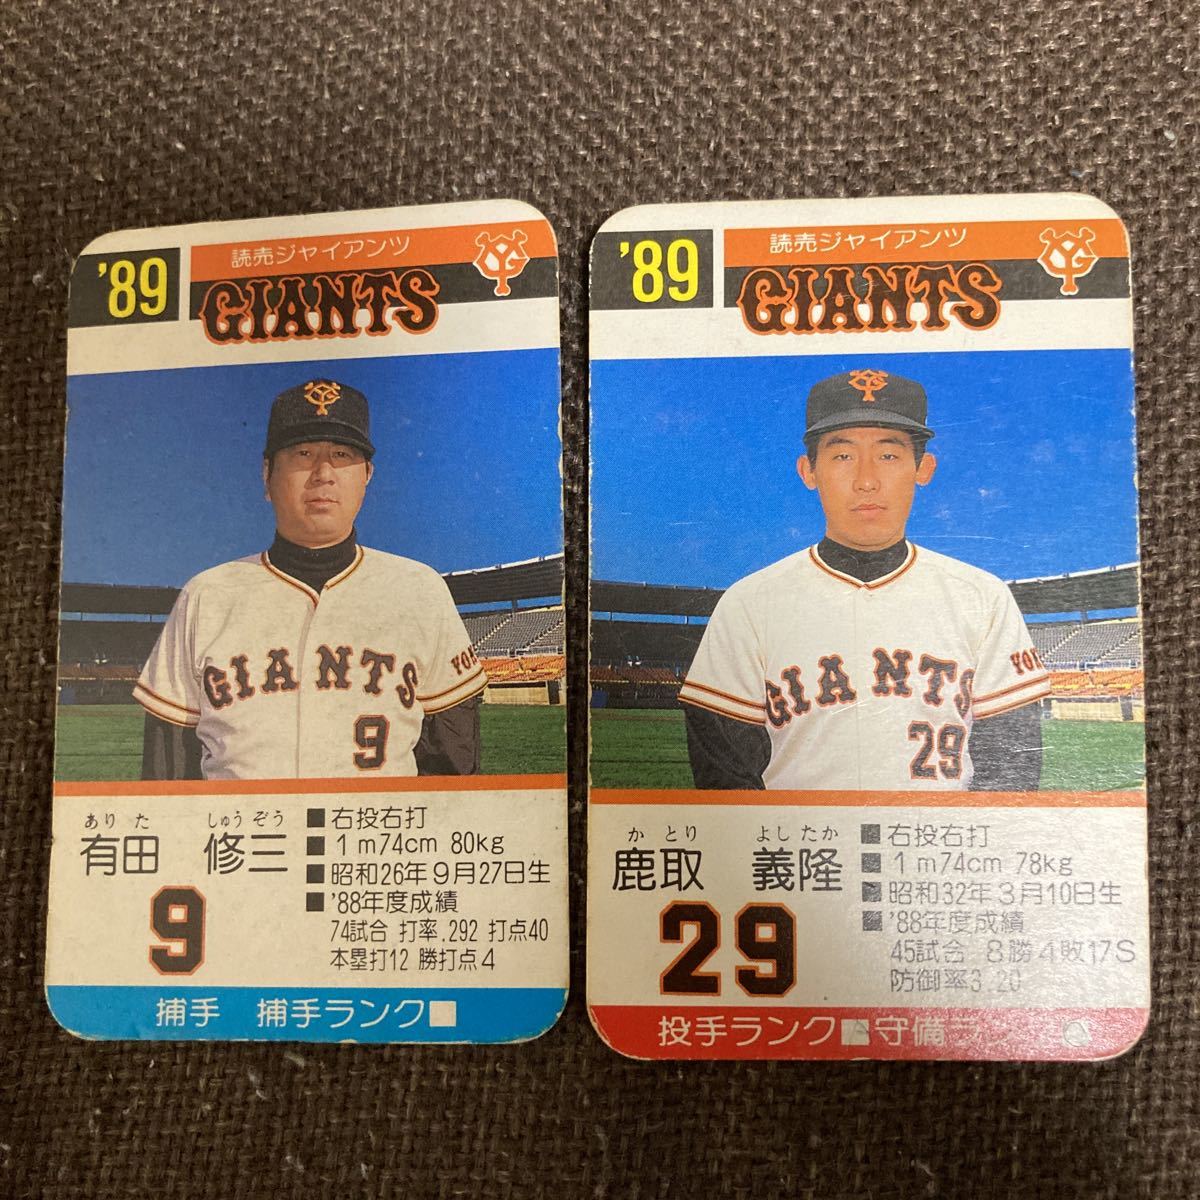 '89
読売ジャイアンツ
YG
GIANTS
YG
GIANTS
YO
9
ありた しゅうぞう
有田 修三
9
■右投右打
■1m74cm 80kg
■昭和26年9月27日生
■'88年度成績
74試合 打率.292 打点40
本塁打12 勝打点4
捕手 捕手ランク■
'89
読売ジャイアンツ
YG
GIANTS
YG
GIANTS
YO
29
かとり よしたか
鹿取 義隆
29
■右投右打
■1m74cm 78kg
■昭和32年3月10日生
■'88年度成績
45試合 8勝4敗17S
防御率3.20
投手ランク■守備ラ